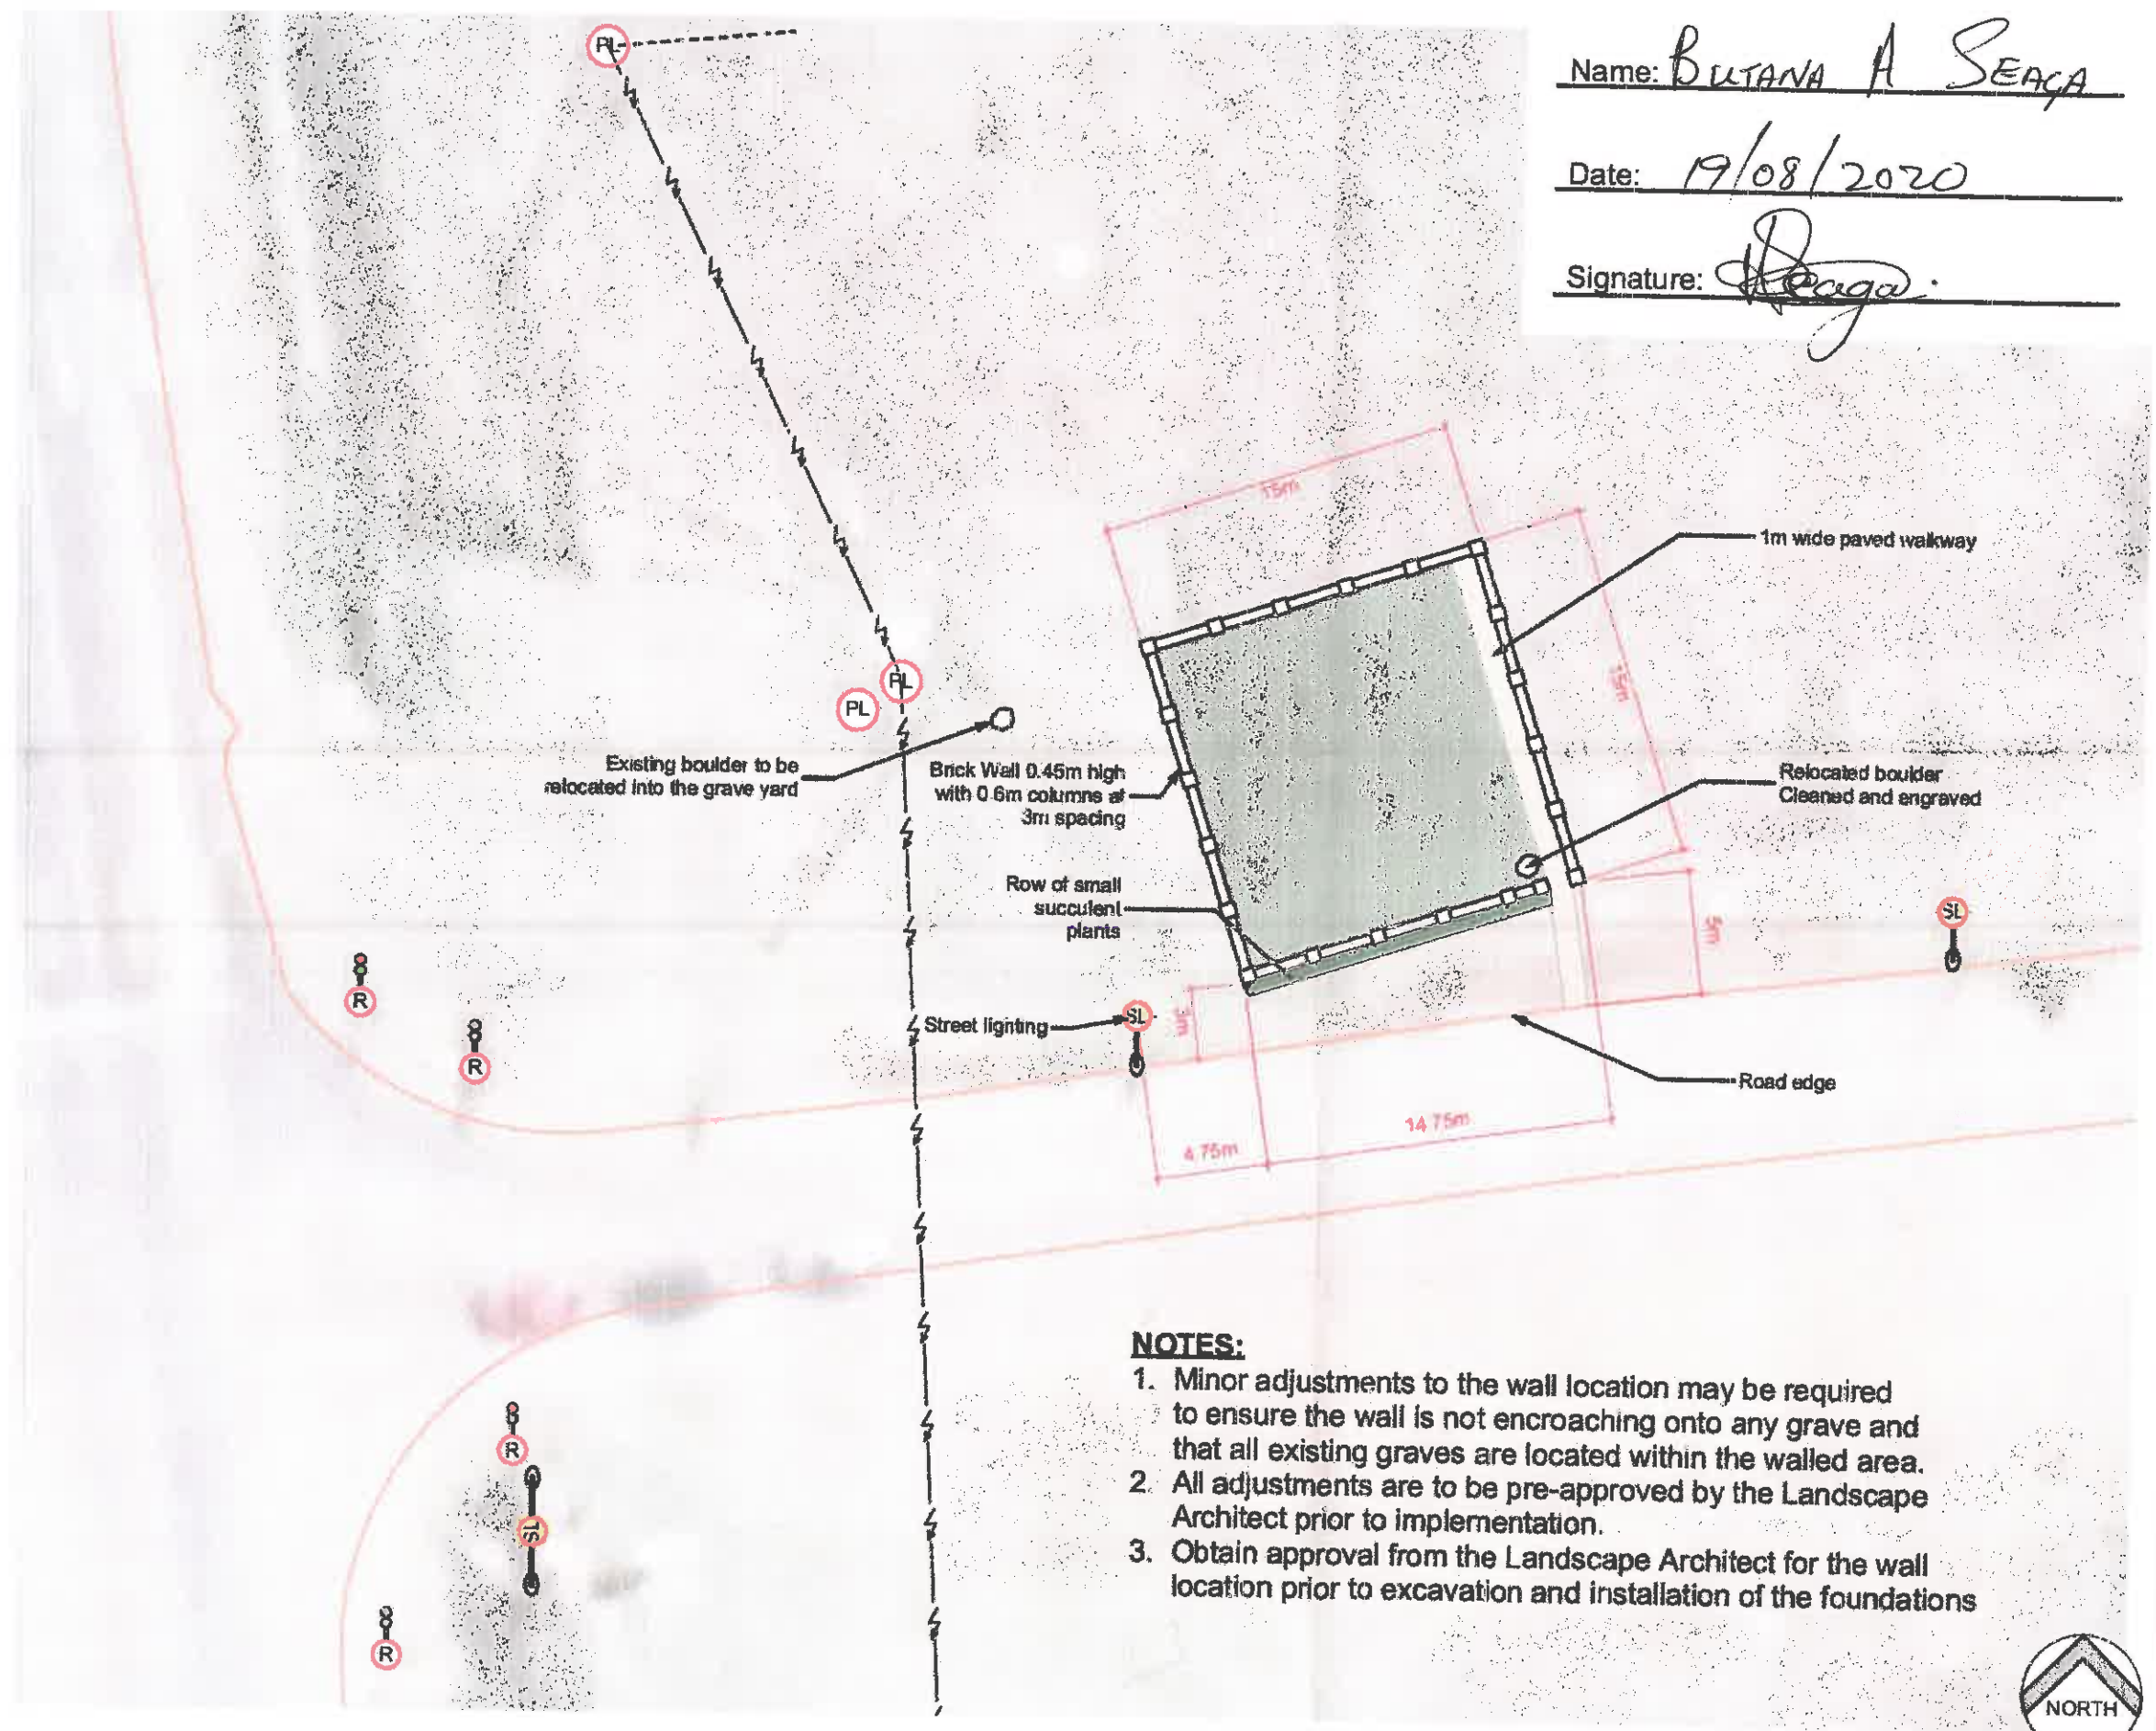 Name: BUTANA A SEAGA
Date: 19/08/2020
Signature: Seaga.
PL
15m
1m wide paved walkway
15m
PL
PL
Existing boulder to be
relocated into the grave yard
Brick Wall 0.45m high
with 0.6m columns at
3m spacing
Relocated boulder
Cleaned and engraved
Row of small
succulent
plants
SL
5m
R
R
Street lighting
SL
3m
Road edge
14.75m
4.75m
NOTES:
1. Minor adjustments to the wall location may be required
to ensure the wall is not encroaching onto any grave and
that all existing graves are located within the walled area.
2. All adjustments are to be pre-approved by the Landscape
Architect prior to implementation.
3. Obtain approval from the Landscape Architect for the wall
location prior to excavation and installation of the foundations
R
SL
R
NORTH